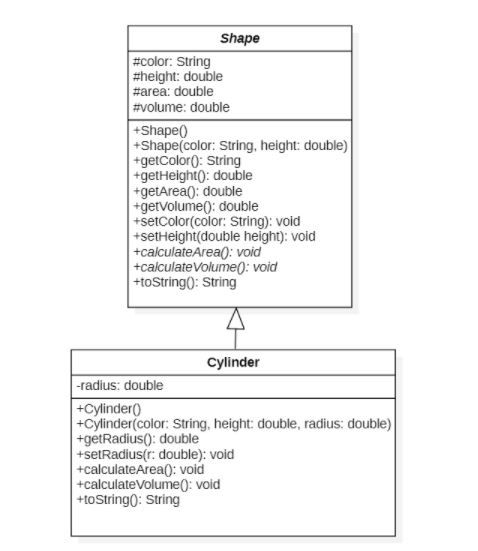 Shape
#color: String
#height: double
#area: double
#volume: double
+Shape()
+Shape(color: String, height: double)
+getColor(): String
+getHeight(): double
+getArea(): double
+getVolume(): double
+setColor(color: String): void
+setHeight(double height): void
+calculateArea(): void
+calculateVolume(): void
+toString(): String
Cylinder
-radius: double
+Cylinder()
+Cylinder(color: String, height: double, radius: double)
+getRadius(): double
+setRadius(r: double): void
+calculateArea(): void
+calculateVolume(): void
+toString(): String